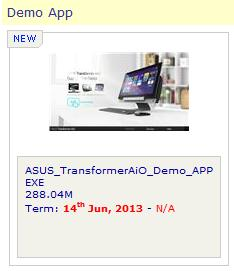 Demo App
NEW
ASUS_TransformerAiO_Demo_APP
EXE
288.04M
Term: 14th Jun, 2013 - N/A